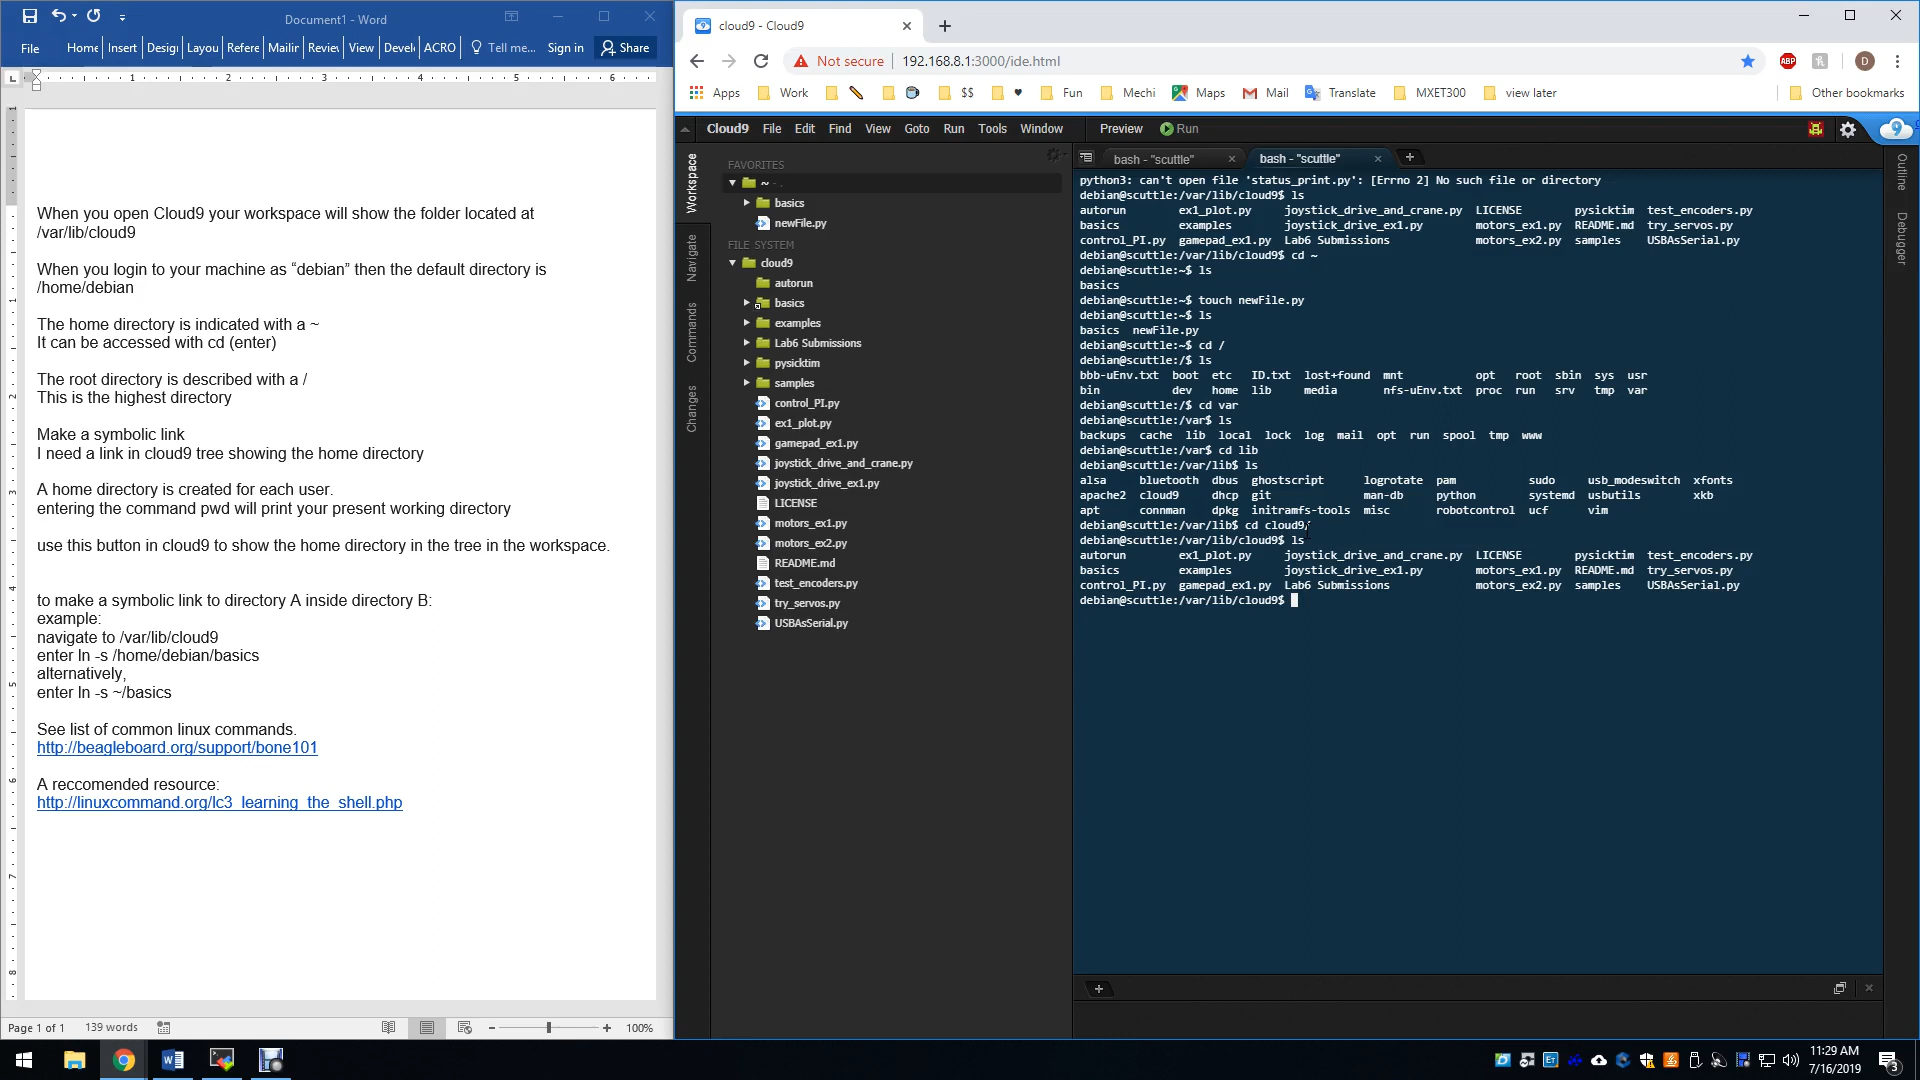 Document1 - Word
File Home Insert Desig Layou Refere Mailin Review View Develo ACRO Tell me... Sign in Share
1 2 3 4 5 6
When you open Cloud9 your workspace will show the folder located at
/var/lib/cloud9
When you login to your machine as “debian” then the default directory is
/home/debian
The home directory is indicated with a ~
It can be accessed with cd (enter)
The root directory is described with a /
This is the highest directory
Make a symbolic link
I need a link in cloud9 tree showing the home directory
A home directory is created for each user.
entering the command pwd will print your present working directory
use this button in cloud9 to show the home directory in the tree in the workspace.
to make a symbolic link to directory A inside directory B:
example:
navigate to /var/lib/cloud9
enter ln -s /home/debian/basics
alternatively,
enter ln -s ~/basics
See list of common linux commands.
http://beagleboard.org/support/bone101
A reccomended resource:
http://linuxcommand.org/lc3_learning_the_shell.php
Page 1 of 1 139 words 100%
cloud9 - Cloud9
Not secure 192.168.8.1:3000/ide.html ABP D
Apps Work $$ ♥ Fun Mechi Maps Mail Translate MXET300 view later Other bookmarks
Cloud9 File Edit Find View Goto Run Tools Window Preview Run
Workspace
Navigate
Commands
Changes
FAVORITES
~
basics
newFile.py
FILE SYSTEM
cloud9
autorun
basics
examples
Lab6 Submissions
pysicktim
samples
control_PI.py
ex1_plot.py
gamepad_ex1.py
joystick_drive_and_crane.py
joystick_drive_ex1.py
LICENSE
motors_ex1.py
motors_ex2.py
README.md
test_encoders.py
try_servos.py
USBAsSerial.py
bash - "scuttle" bash - "scuttle"
python3: can't open file 'status_print.py': [Errno 2] No such file or directory
debian@scuttle:/var/lib/cloud9$ ls
autorun ex1_plot.py joystick_drive_and_crane.py LICENSE pysicktim test_encoders.py
basics examples joystick_drive_ex1.py motors_ex1.py README.md try_servos.py
control_PI.py gamepad_ex1.py Lab6 Submissions motors_ex2.py samples USBAsSerial.py
debian@scuttle:/var/lib/cloud9$ cd ~
debian@scuttle:~$ ls
basics
debian@scuttle:~$ touch newFile.py
debian@scuttle:~$ ls
basics newFile.py
debian@scuttle:~$ cd /
debian@scuttle:/$ ls
bbb-uEnv.txt boot etc ID.txt lost+found mnt opt root sbin sys usr
bin dev home lib media nfs-uEnv.txt proc run srv tmp var
debian@scuttle:/$ cd var
debian@scuttle:/var$ ls
backups cache lib local lock log mail opt run spool tmp www
debian@scuttle:/var$ cd lib
debian@scuttle:/var/lib$ ls
alsa bluetooth dbus ghostscript logrotate pam sudo usb_modeswitch xfonts
apache2 cloud9 dhcp git man-db python systemd usbutils xkb
apt connman dpkg initramfs-tools misc robotcontrol ucf vim
debian@scuttle:/var/lib$ cd cloud9/
debian@scuttle:/var/lib/cloud9$ ls
autorun ex1_plot.py joystick_drive_and_crane.py LICENSE pysicktim test_encoders.py
basics examples joystick_drive_ex1.py motors_ex1.py README.md try_servos.py
control_PI.py gamepad_ex1.py Lab6 Submissions motors_ex2.py samples USBAsSerial.py
debian@scuttle:/var/lib/cloud9$
Outline
Debugger
11:29 AM
7/16/2019
3